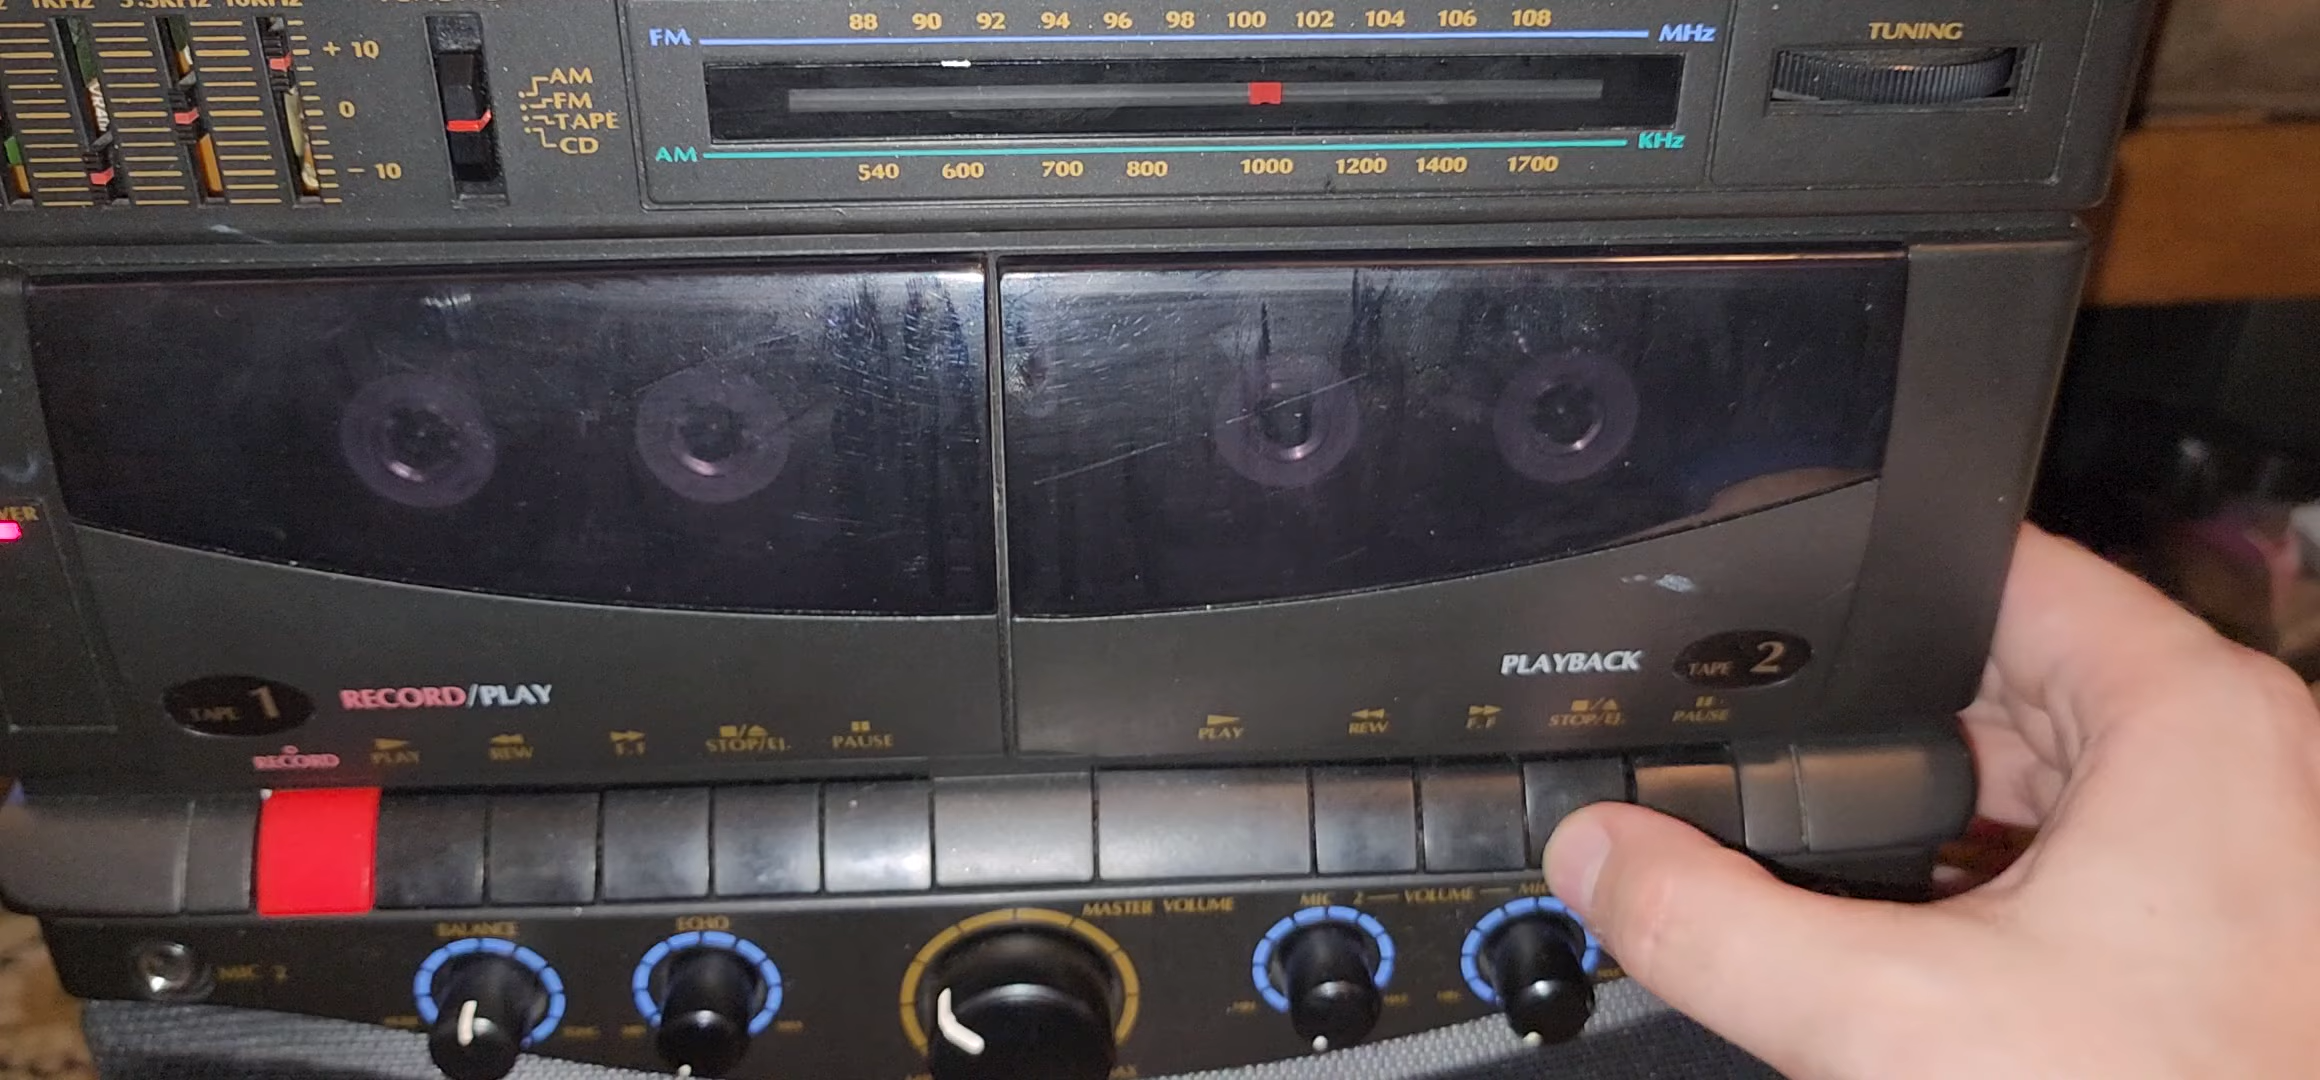 1KHz 3.3KHz 10KHz
+ 10
0
- 10
AM
FM
TAPE
CD
88 90 92 94 96 98 100 102 104 106 108
FM MHz
AM KHz
540 600 700 800 1000 1200 1400 1700
TUNING
TAPE 1 RECORD/PLAY
RECORD PLAY REW F.F STOP/EJ. PAUSE
PLAYBACK TAPE 2
PLAY REW F.F STOP/EJ. PAUSE
MIC 2
BALANCE
ECHO
MASTER VOLUME
MIC 2 — VOLUME — MIC